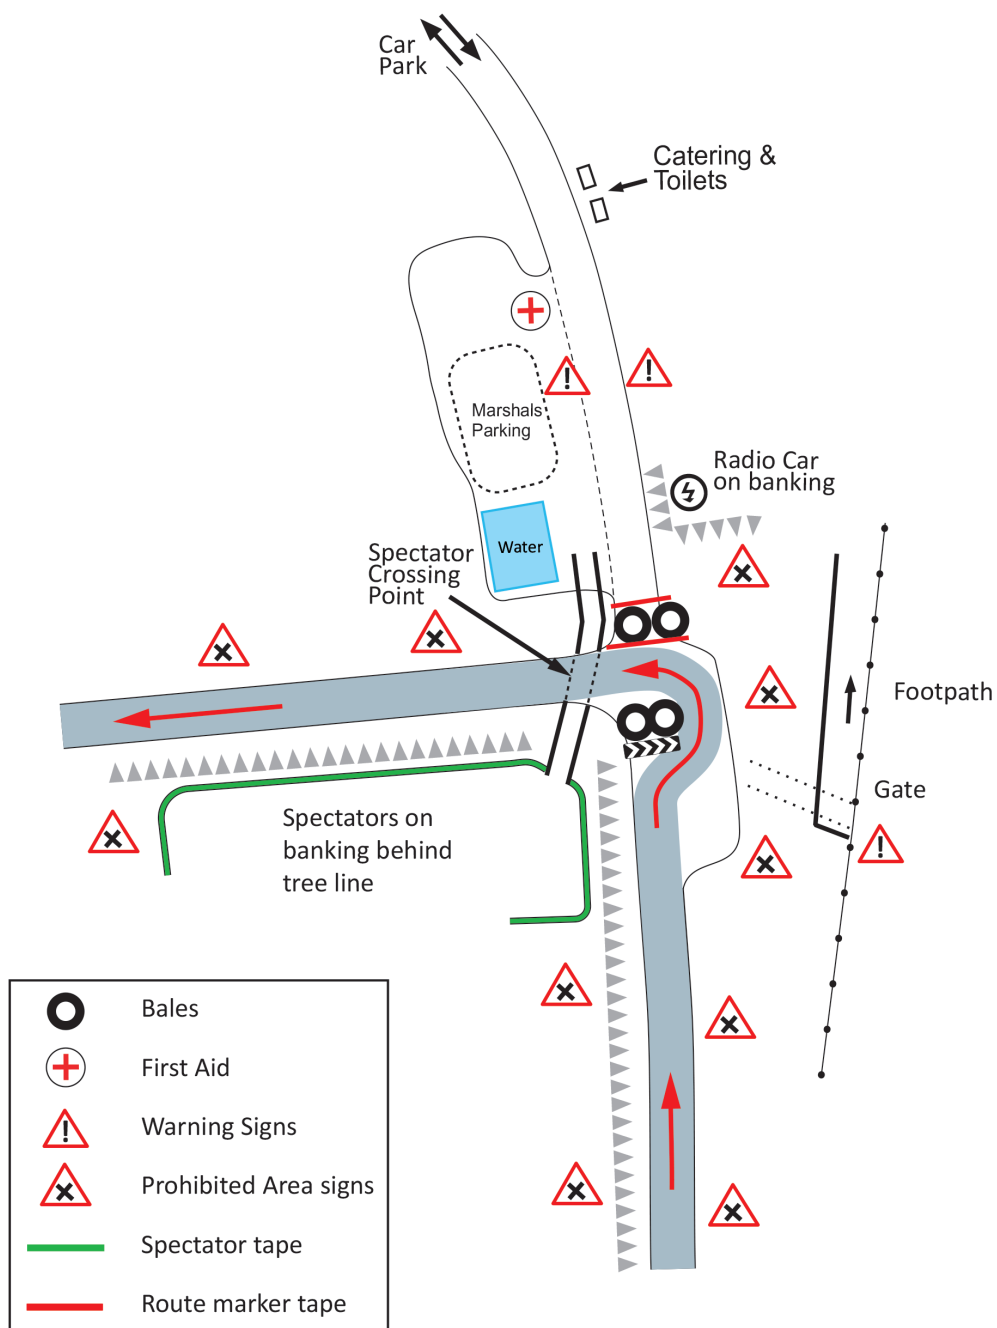 Car
Park
Catering &
Toilets
Marshals
Parking
Radio Car
on banking
Water
Spectator
Crossing
Point
Footpath
Gate
Spectators on
banking behind
tree line
Bales
First Aid
Warning Signs
Prohibited Area signs
Spectator tape
Route marker tape